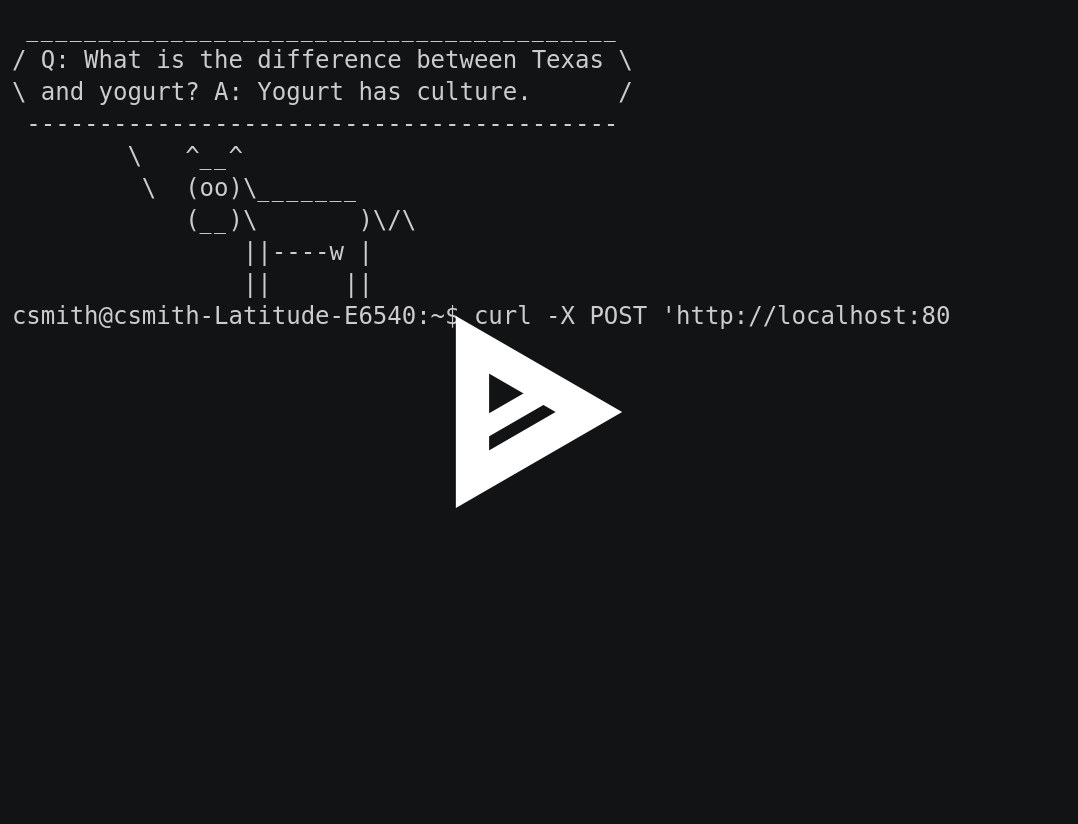 _________________________________________
/ Q: What is the difference between Texas \
\ and yogurt? A: Yogurt has culture.      /
 -----------------------------------------
        \   ^__^
         \  (oo)\_______
            (__)\       )\/\
                ||----w |
                ||     ||
csmith@csmith-Latitude-E6540:~$ curl -X POST 'http://localhost:80